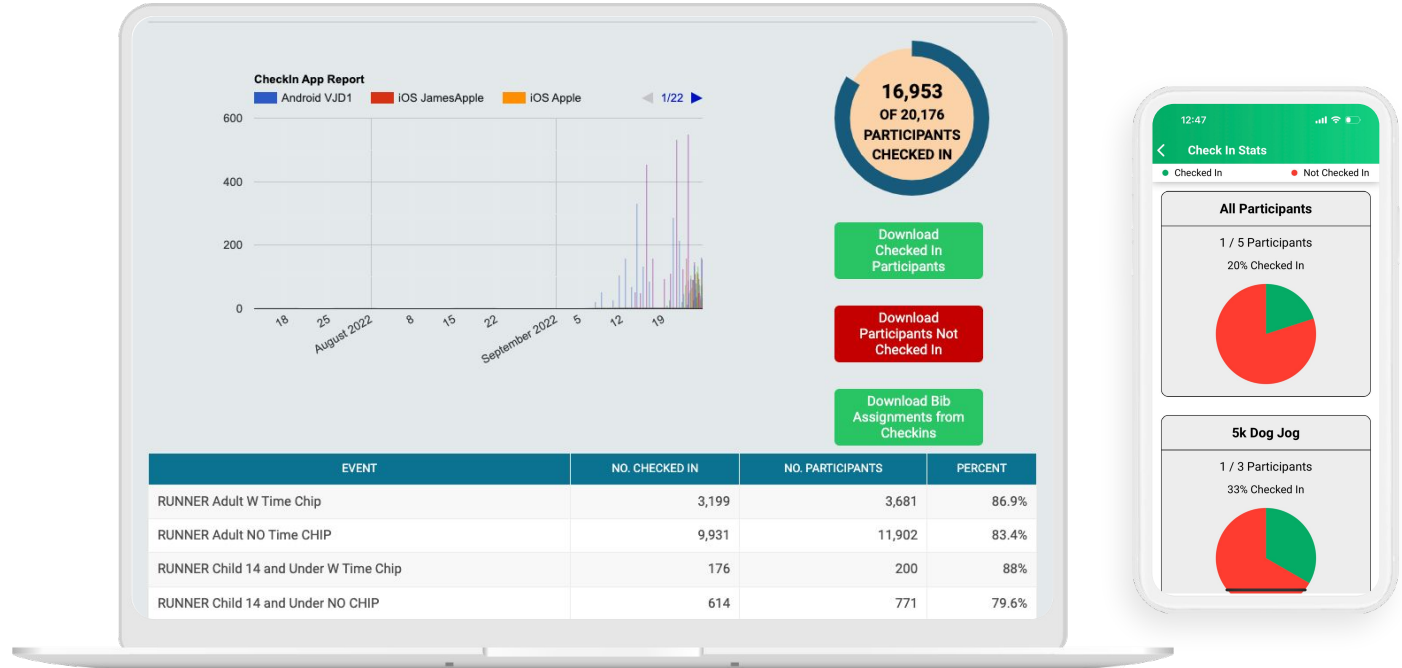 CheckIn App Report
Android VJD1 iOS JamesApple iOS Apple 1/22
600
400
200
0
18 25 August 2022 8 15 22 September 2022 5 12 19
16,953
OF 20,176
PARTICIPANTS
CHECKED IN
Download
Checked In
Participants
Download
Participants Not
Checked In
Download Bib
Assignments from
Checkins
EVENT NO. CHECKED IN NO. PARTICIPANTS PERCENT
RUNNER Adult W Time Chip 3,199 3,681 86.9%
RUNNER Adult NO Time CHIP 9,931 11,902 83.4%
RUNNER Child 14 and Under W Time Chip 176 200 88%
RUNNER Child 14 and Under NO CHIP 614 771 79.6%
12:47
Check In Stats
Checked In Not Checked In
All Participants
1 / 5 Participants
20% Checked In
5k Dog Jog
1 / 3 Participants
33% Checked In